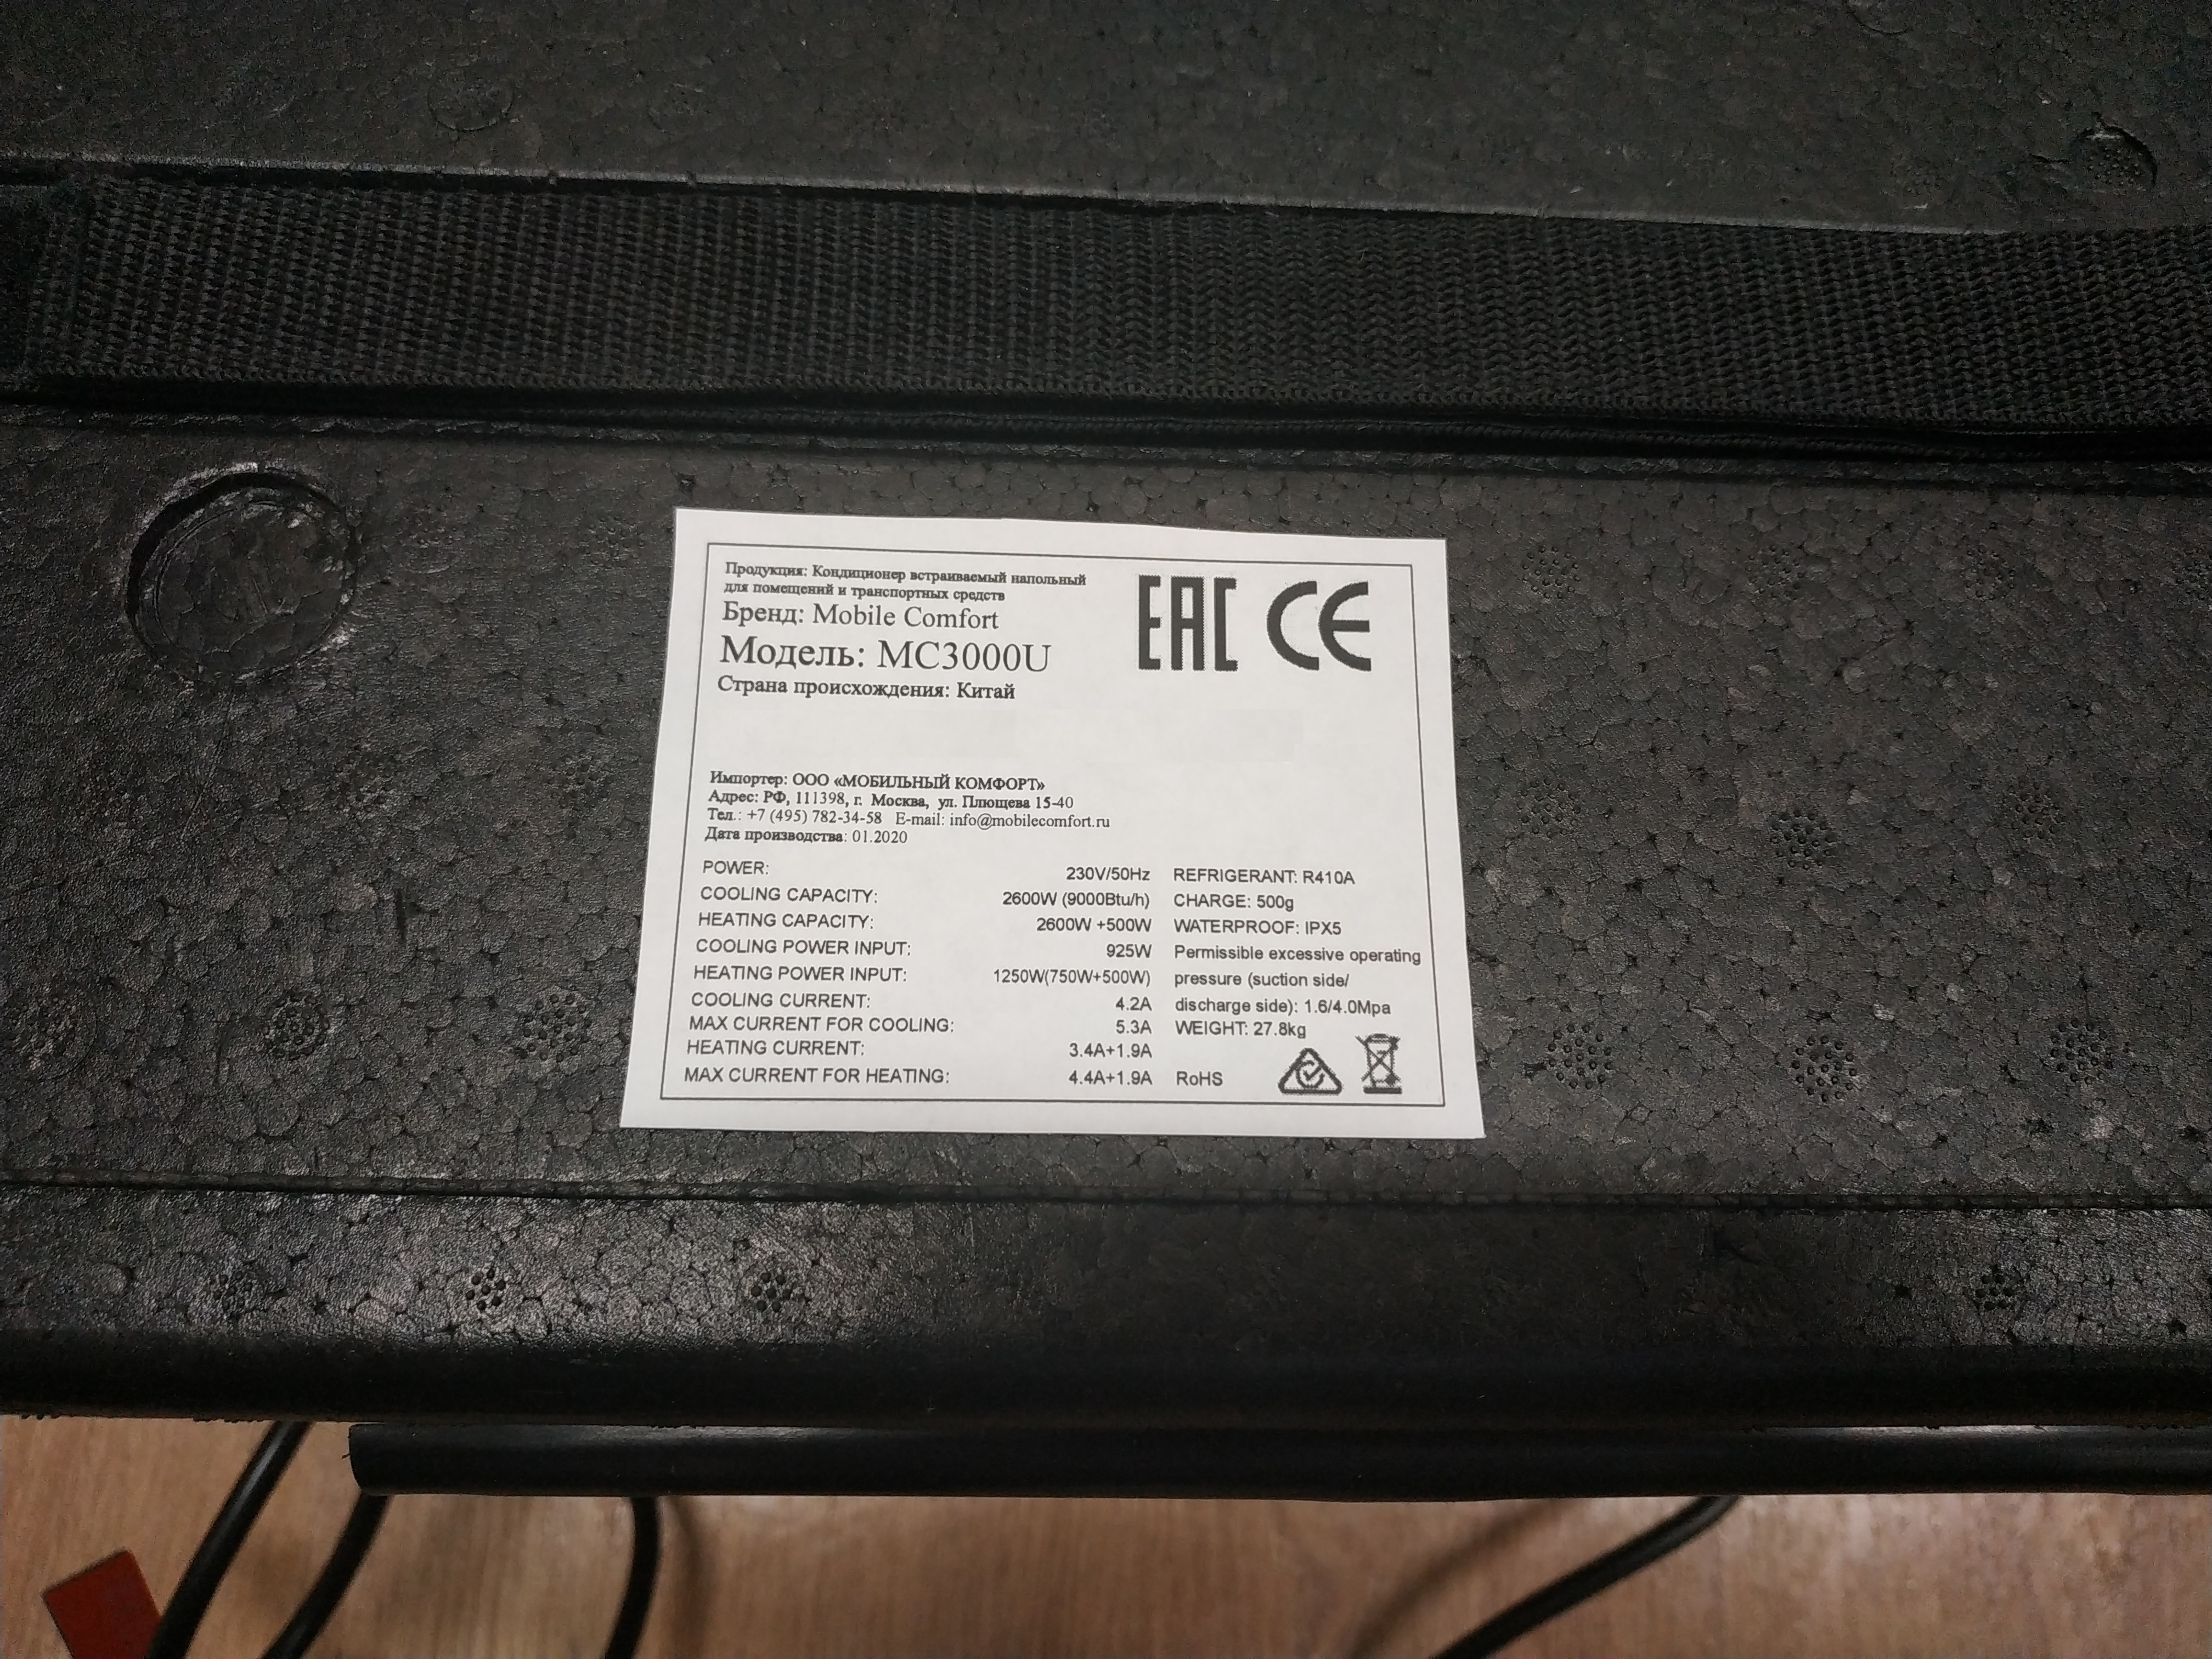 Продукция: Кондиционер встраиваемый напольный
для помещений и транспортных средств
Бренд: Mobile Comfort
Модель: MC3000U
Страна происхождения: Китай
EAC CE
Импортер: ООО «МОБИЛЬНЫЙ КОМФОРТ»
Адрес: РФ, 111398, г. Москва, ул. Плющева 15-40
Тел.: +7 (495) 782-34-58 E-mail: info@mobilecomfort.ru
Дата производства: 01.2020
POWER: 230V/50Hz
COOLING CAPACITY: 2600W (9000Btu/h)
HEATING CAPACITY: 2600W +500W
COOLING POWER INPUT: 925W
HEATING POWER INPUT: 1250W(750W+500W)
COOLING CURRENT: 4.2A
MAX CURRENT FOR COOLING: 5.3A
HEATING CURRENT: 3.4A+1.9A
MAX CURRENT FOR HEATING: 4.4A+1.9A
REFRIGERANT: R410A
CHARGE: 500g
WATERPROOF: IPX5
Permissible excessive operating
pressure (suction side/
discharge side): 1.6/4.0Mpa
WEIGHT: 27.8kg
RoHS